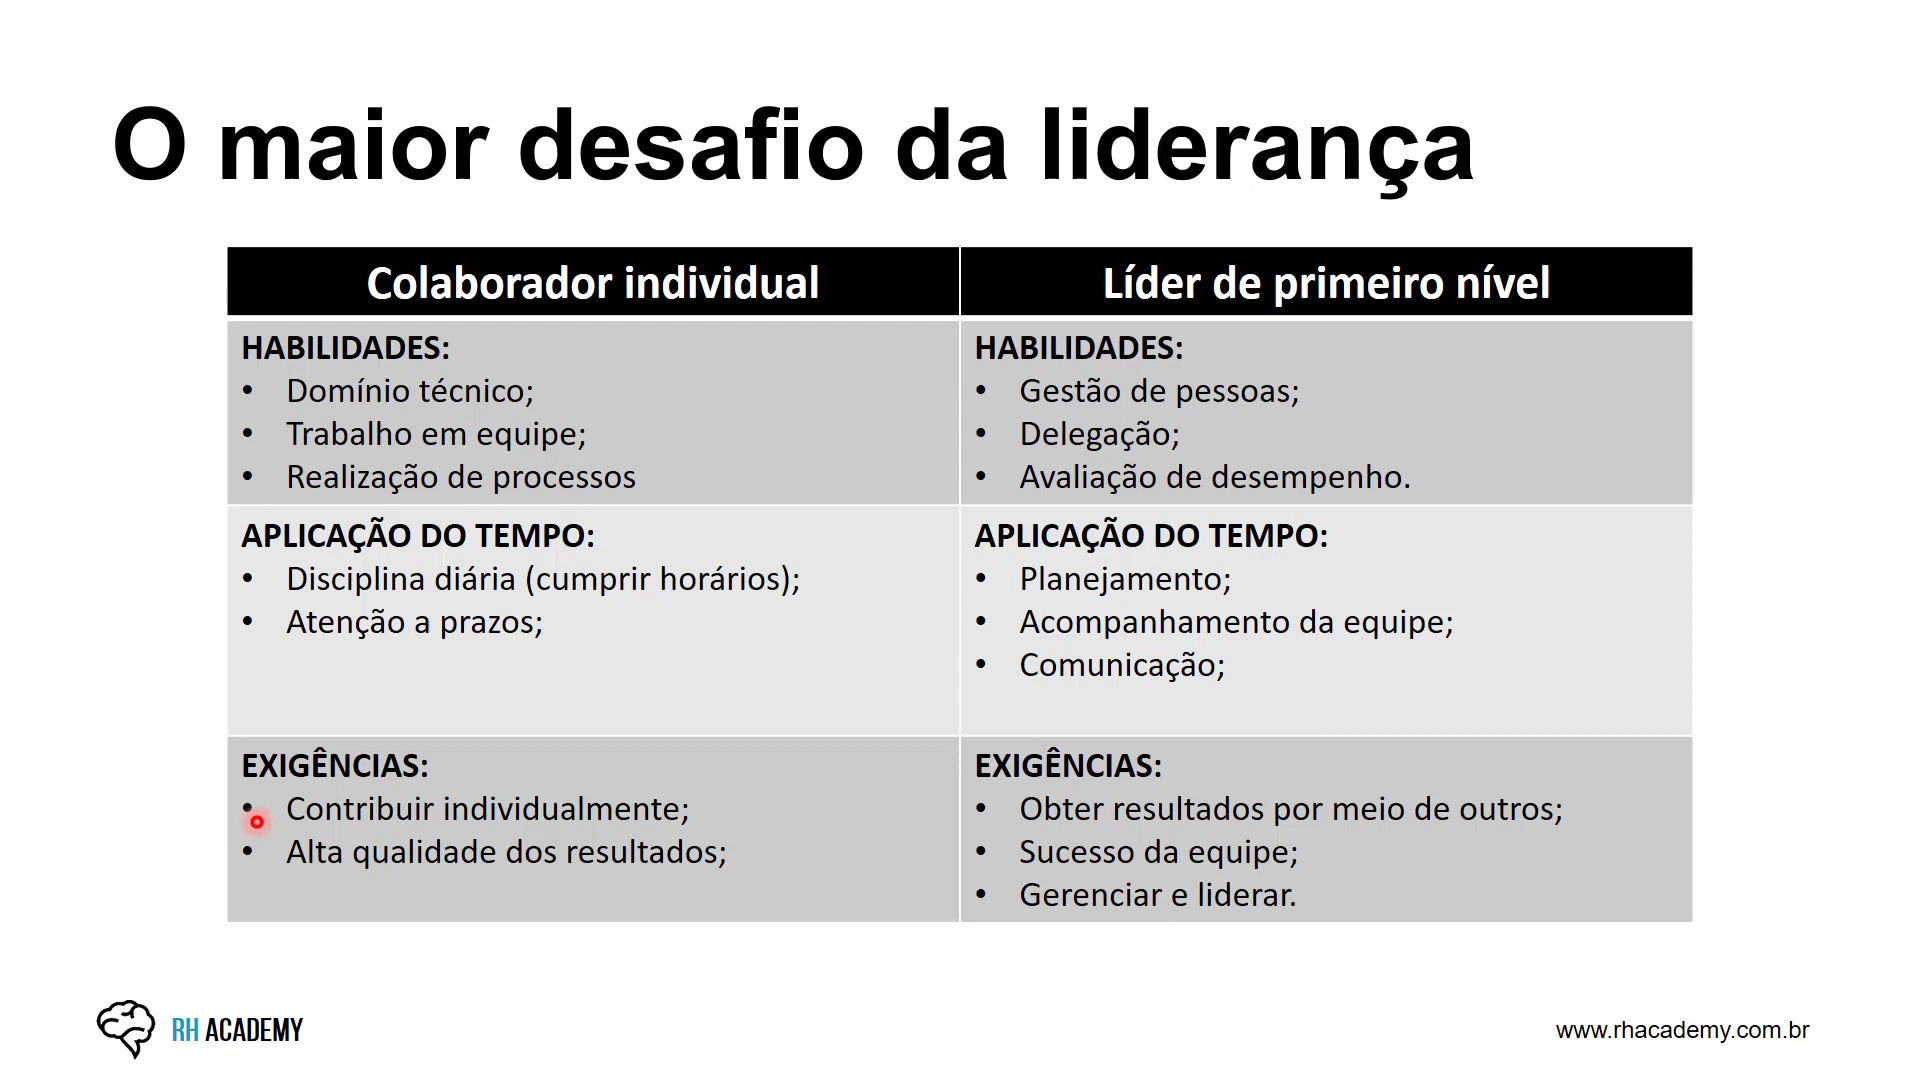 O maior desafio da liderança
Colaborador individual
Líder de primeiro nível
HABILIDADES:
• Domínio técnico;
• Trabalho em equipe;
• Realização de processos
HABILIDADES:
• Gestão de pessoas;
• Delegação;
• Avaliação de desempenho.
APLICAÇÃO DO TEMPO:
• Disciplina diária (cumprir horários);
• Atenção a prazos;
APLICAÇÃO DO TEMPO:
• Planejamento;
• Acompanhamento da equipe;
• Comunicação;
EXIGÊNCIAS:
• Contribuir individualmente;
• Alta qualidade dos resultados;
EXIGÊNCIAS:
• Obter resultados por meio de outros;
• Sucesso da equipe;
• Gerenciar e liderar.
RH ACADEMY
www.rhacademy.com.br